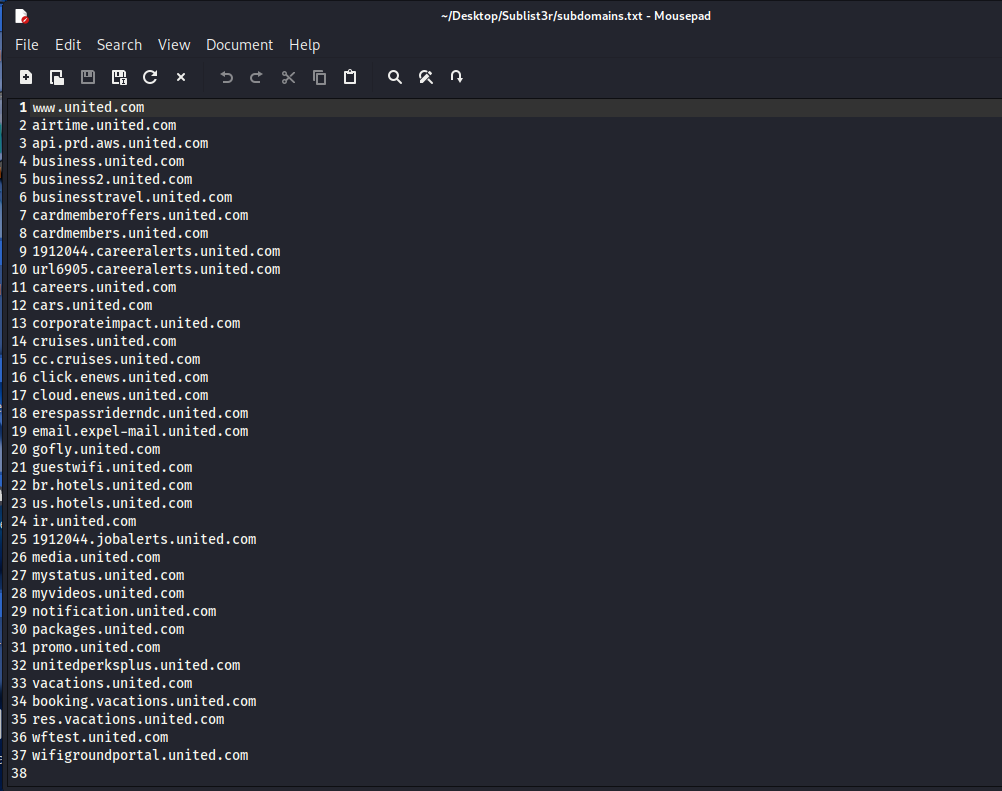 ~/Desktop/Sublist3r/subdomains.txt - Mousepad
File Edit Search View Document Help
1 www.united.com
2 airtime.united.com
3 api.prd.aws.united.com
4 business.united.com
5 business2.united.com
6 businesstravel.united.com
7 cardmemberoffers.united.com
8 cardmembers.united.com
9 1912044.careeralerts.united.com
10 url6905.careeralerts.united.com
11 careers.united.com
12 cars.united.com
13 corporateimpact.united.com
14 cruises.united.com
15 cc.cruises.united.com
16 click.enews.united.com
17 cloud.enews.united.com
18 erespassriderndc.united.com
19 email.expel-mail.united.com
20 gofly.united.com
21 guestwifi.united.com
22 br.hotels.united.com
23 us.hotels.united.com
24 ir.united.com
25 1912044.jobalerts.united.com
26 media.united.com
27 mystatus.united.com
28 myvideos.united.com
29 notification.united.com
30 packages.united.com
31 promo.united.com
32 unitedperksplus.united.com
33 vacations.united.com
34 booking.vacations.united.com
35 res.vacations.united.com
36 wftest.united.com
37 wifigroundportal.united.com
38